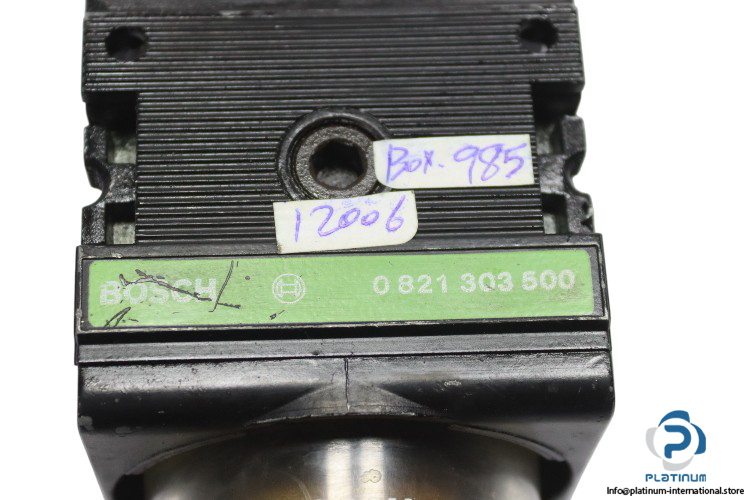 Box. 985
12006
BOSCH 0 821 303 500
PLATINUM
Info@platinum-international.store